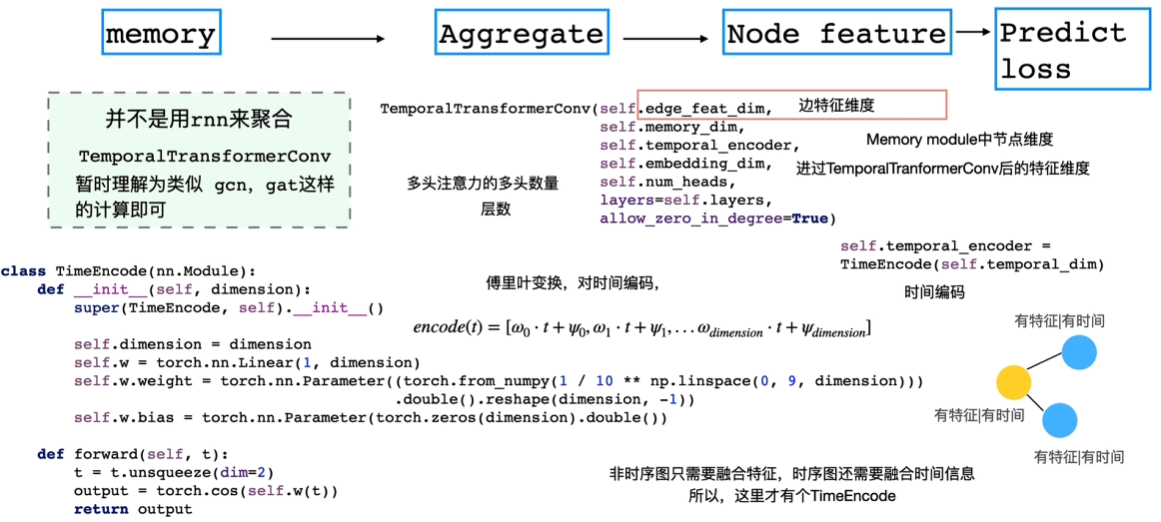 memory
Aggregate
Node feature
Predict
loss
并不是用rnn来聚合
TemporalTransformerConv
暂时理解为类似 gcn，gat这样
的计算即可
TemporalTransformerConv(self.edge_feat_dim,
边特征维度
self.memory_dim,
Memory module中节点维度
self.temporal_encoder,
self.embedding_dim,
进过TemporalTranformerConv后的特征维度
self.num_heads,
多头注意力的多头数量
layers=self.layers,
层数
allow_zero_in_degree=True)
self.temporal_encoder =
TimeEncode(self.temporal_dim)
时间编码
class TimeEncode(nn.Module):
def __init__(self, dimension):
super(TimeEncode, self).__init__()
傅里叶变换，对时间编码，
encode(t) = [ω0 · t + ψ0, ω1 · t + ψ1, . . . ωdimension · t + ψdimension]
self.dimension = dimension
self.w = torch.nn.Linear(1, dimension)
self.w.weight = torch.nn.Parameter((torch.from_numpy(1 / 10 ** np.linspace(0, 9, dimension)))
.double().reshape(dimension, -1))
self.w.bias = torch.nn.Parameter(torch.zeros(dimension).double())
def forward(self, t):
t = t.unsqueeze(dim=2)
output = torch.cos(self.w(t))
return output
有特征|有时间
有特征|有时间
有特征|有时间
非时序图只需要融合特征，时序图还需要融合时间信息
所以，这里才有个TimeEncode